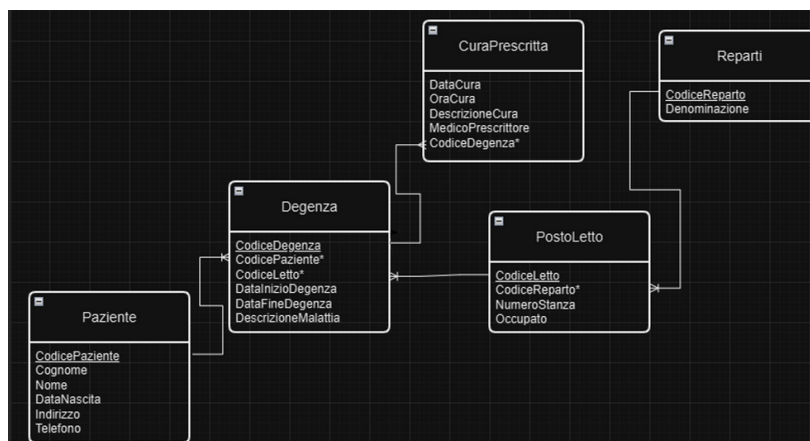 CuraPrescritta
DataCura
OraCura
DescrizioneCura
MedicoPrescrittore
CodiceDegenza*
Reparti
CodiceReparto
Denominazione
Degenza
CodiceDegenza
CodicePaziente*
CodiceLetto*
DataInizioDegenza
DataFineDegenza
DescrizioneMalattia
PostoLetto
CodiceLetto
CodiceReparto*
NumeroStanza
Occupato
Paziente
CodicePaziente
Cognome
Nome
DataNascita
Indirizzo
Telefono